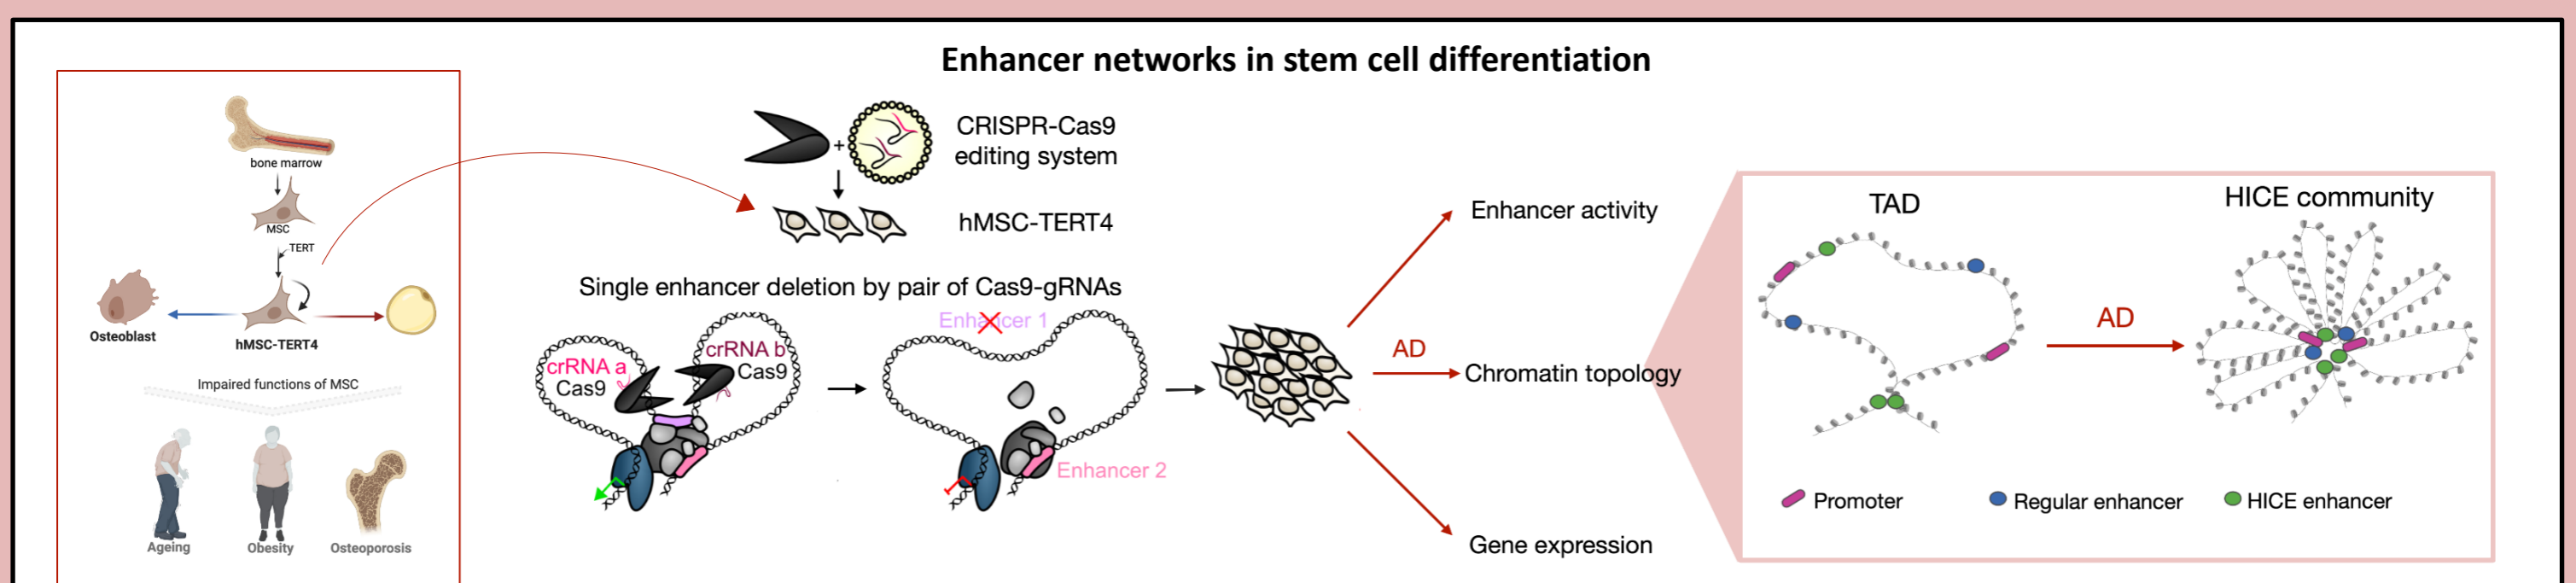 Enhancer networks in stem cell differentiation
bone marrow
MSC
TERT
Osteoblast
hMSC-TERT4
Impaired functions of MSC
Ageing
Obesity
Osteoporosis
+
CRISPR-Cas9
editing system
hMSC-TERT4
Single enhancer deletion by pair of Cas9-gRNAs
crRNA a
Cas9
crRNA b
Cas9
Enhancer 1
Enhancer 2
AD
Enhancer activity
Chromatin topology
Gene expression
TAD
HICE community
AD
Promoter
Regular enhancer
HICE enhancer